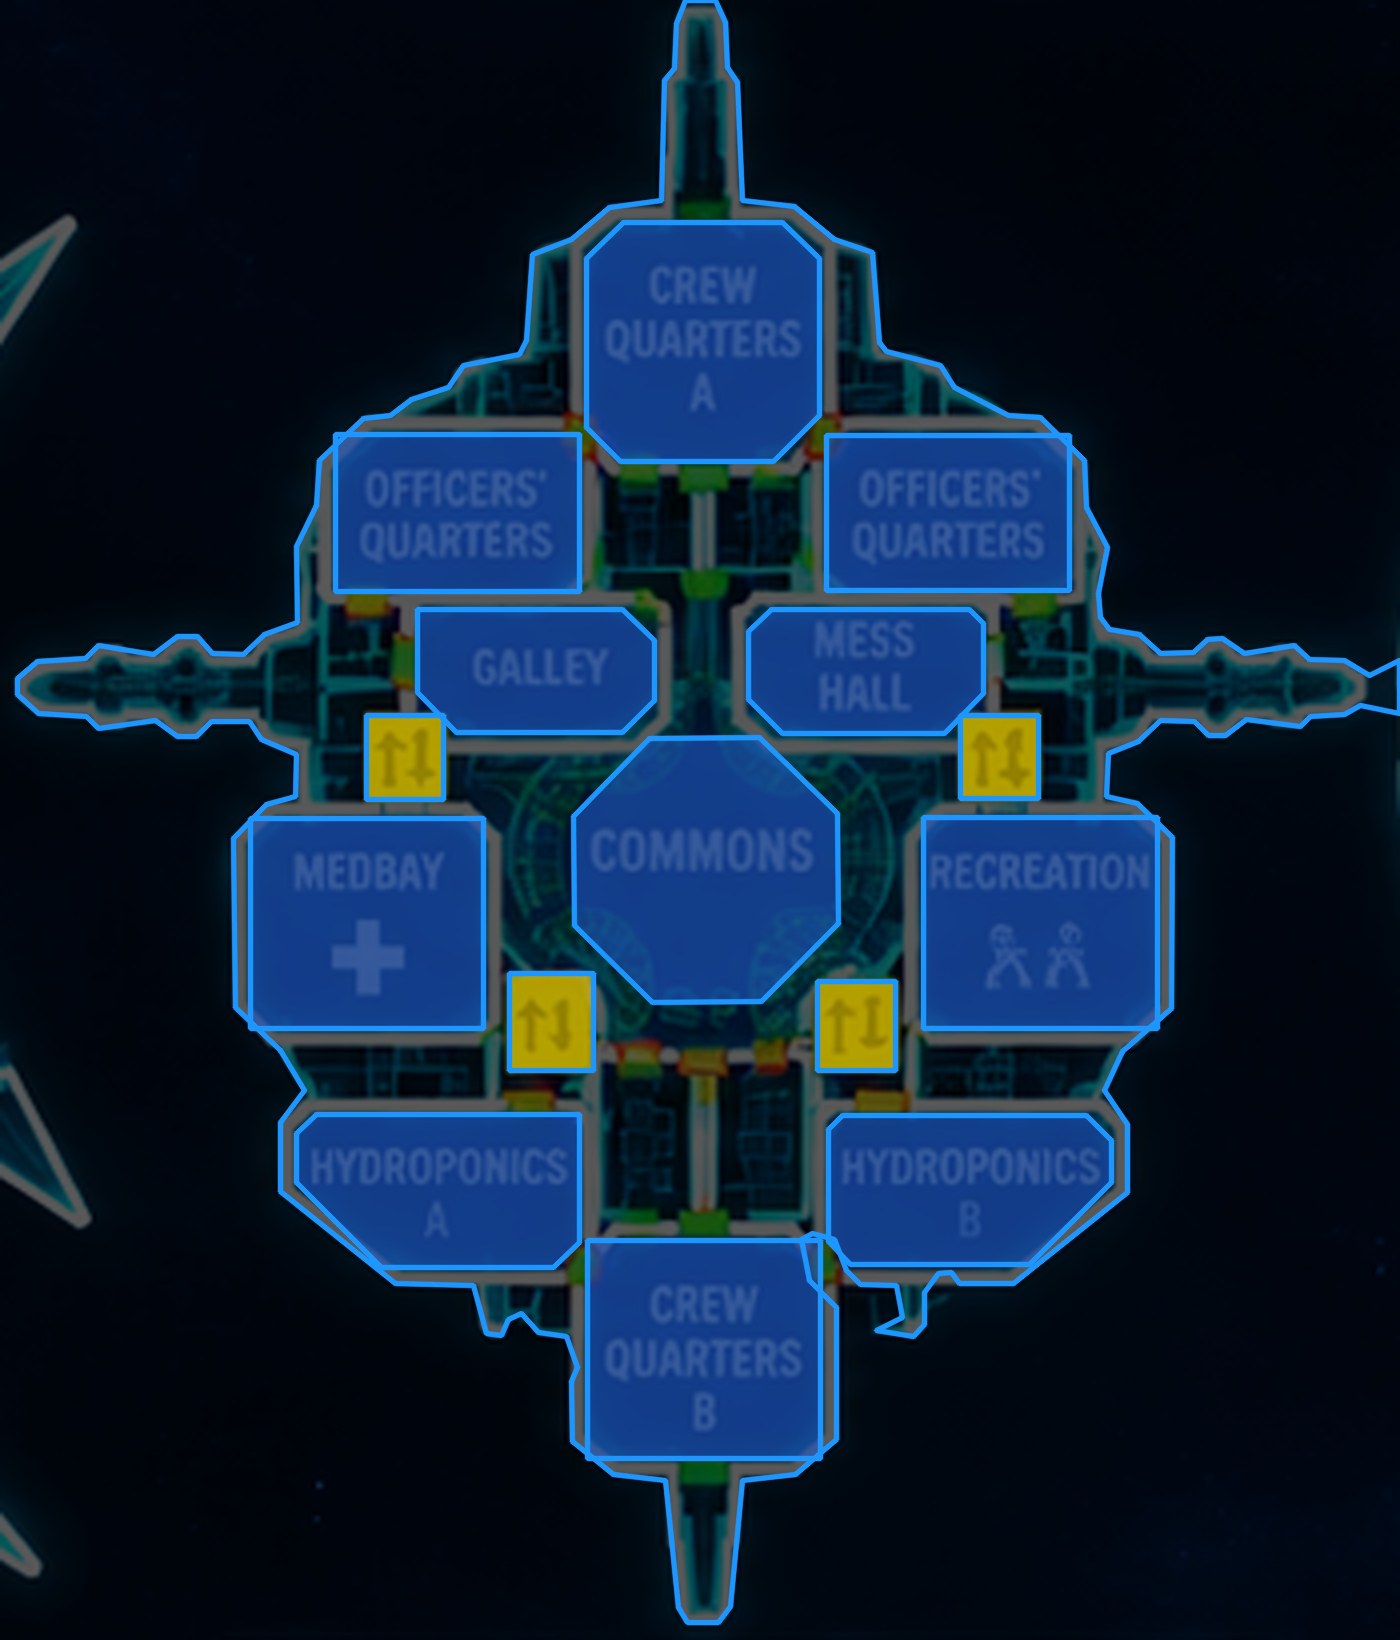 CREW
QUARTERS
A
OFFICERS'
QUARTERS
OFFICERS'
QUARTERS
GALLEY
MESS
HALL
COMMONS
MEDBAY
RECREATION
HYDROPONICS
A
HYDROPONICS
B
CREW
QUARTERS
B